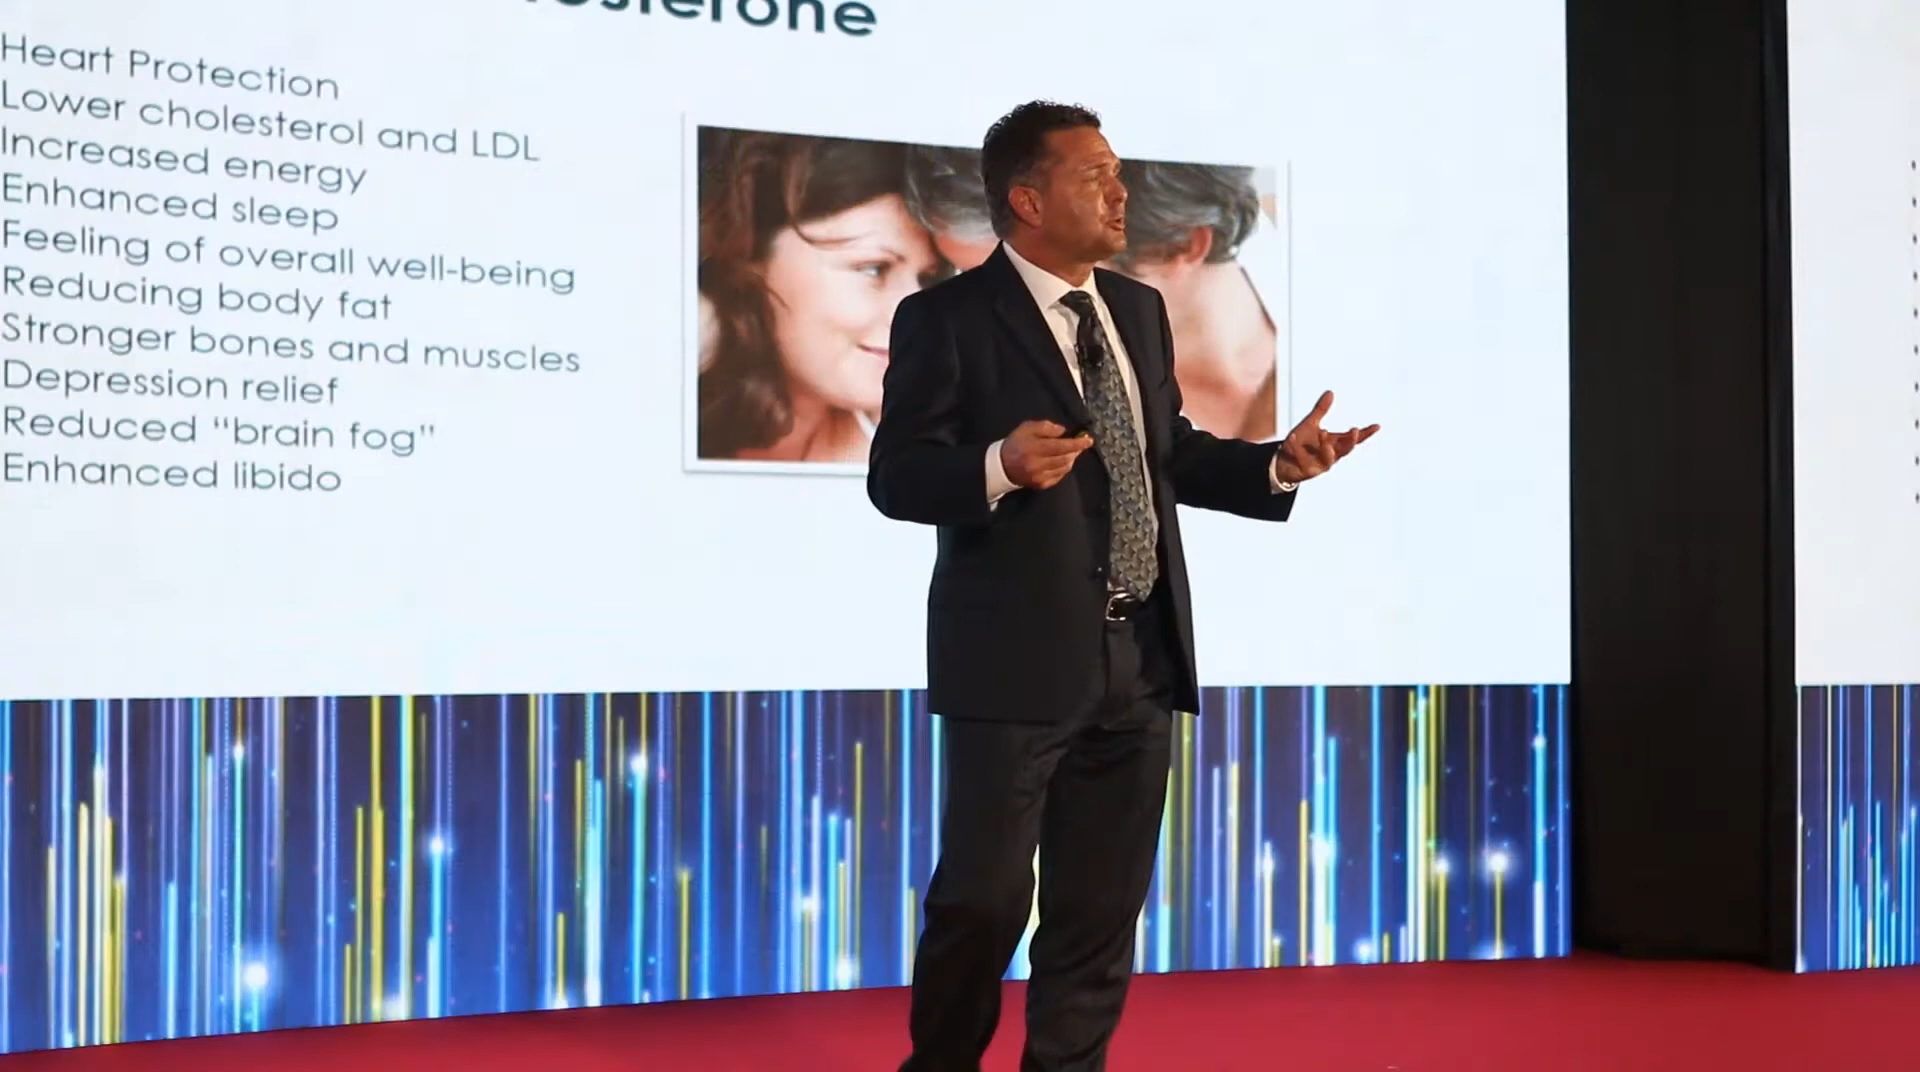 Heart Protection
Lower cholesterol and LDL
Increased energy
Enhanced sleep
Feeling of overall well-being
Reducing body fat
Stronger bones and muscles
Depression relief
Reduced “brain fog”
Enhanced libido